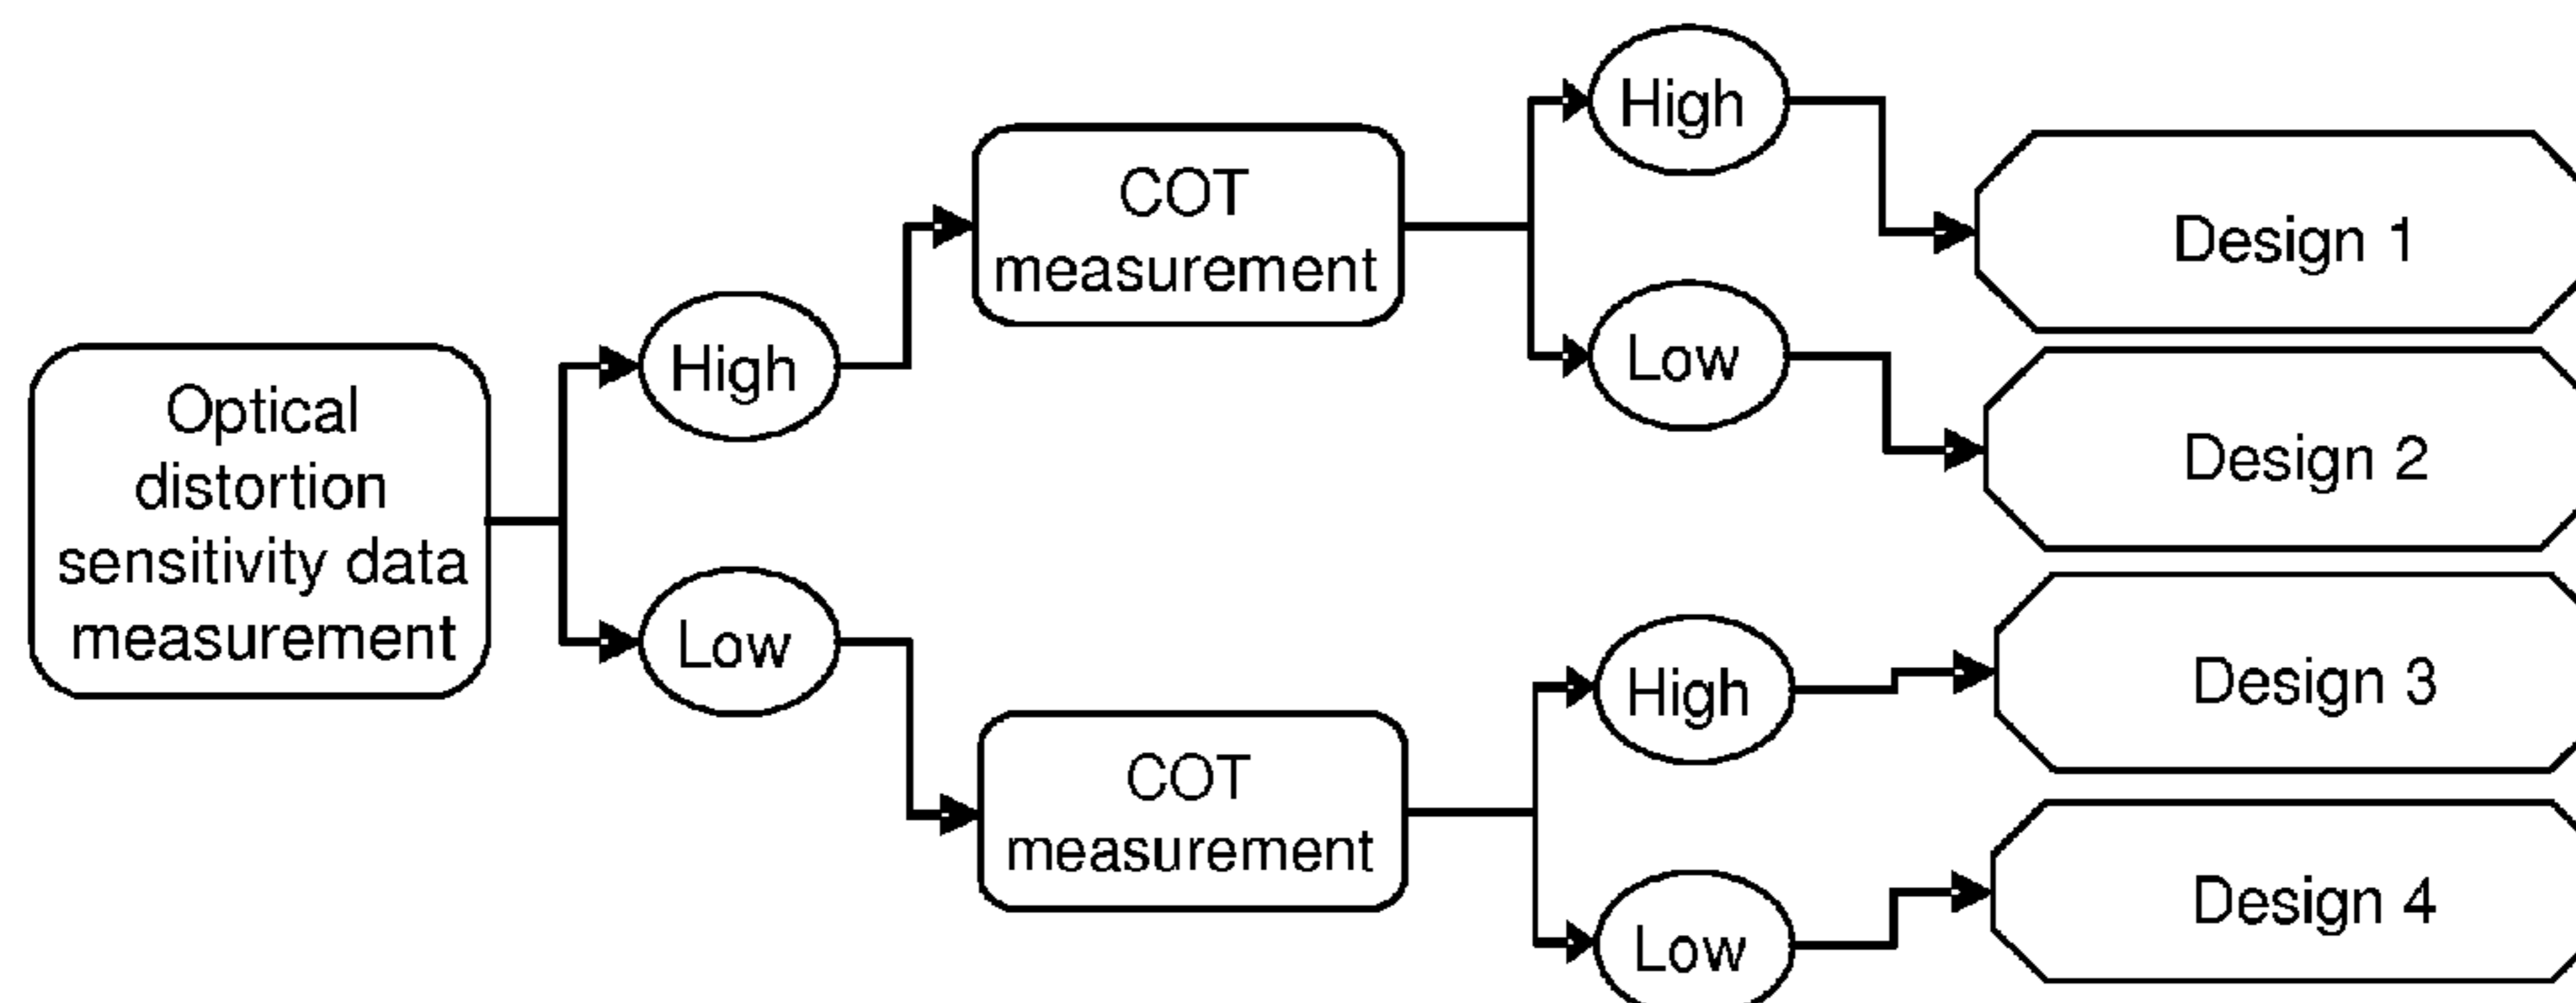 Optical
distortion
sensitivity data
measurement
High
Low
COT
measurement
COT
measurement
High
Low
High
Low
Design 1
Design 2
Design 3
Design 4